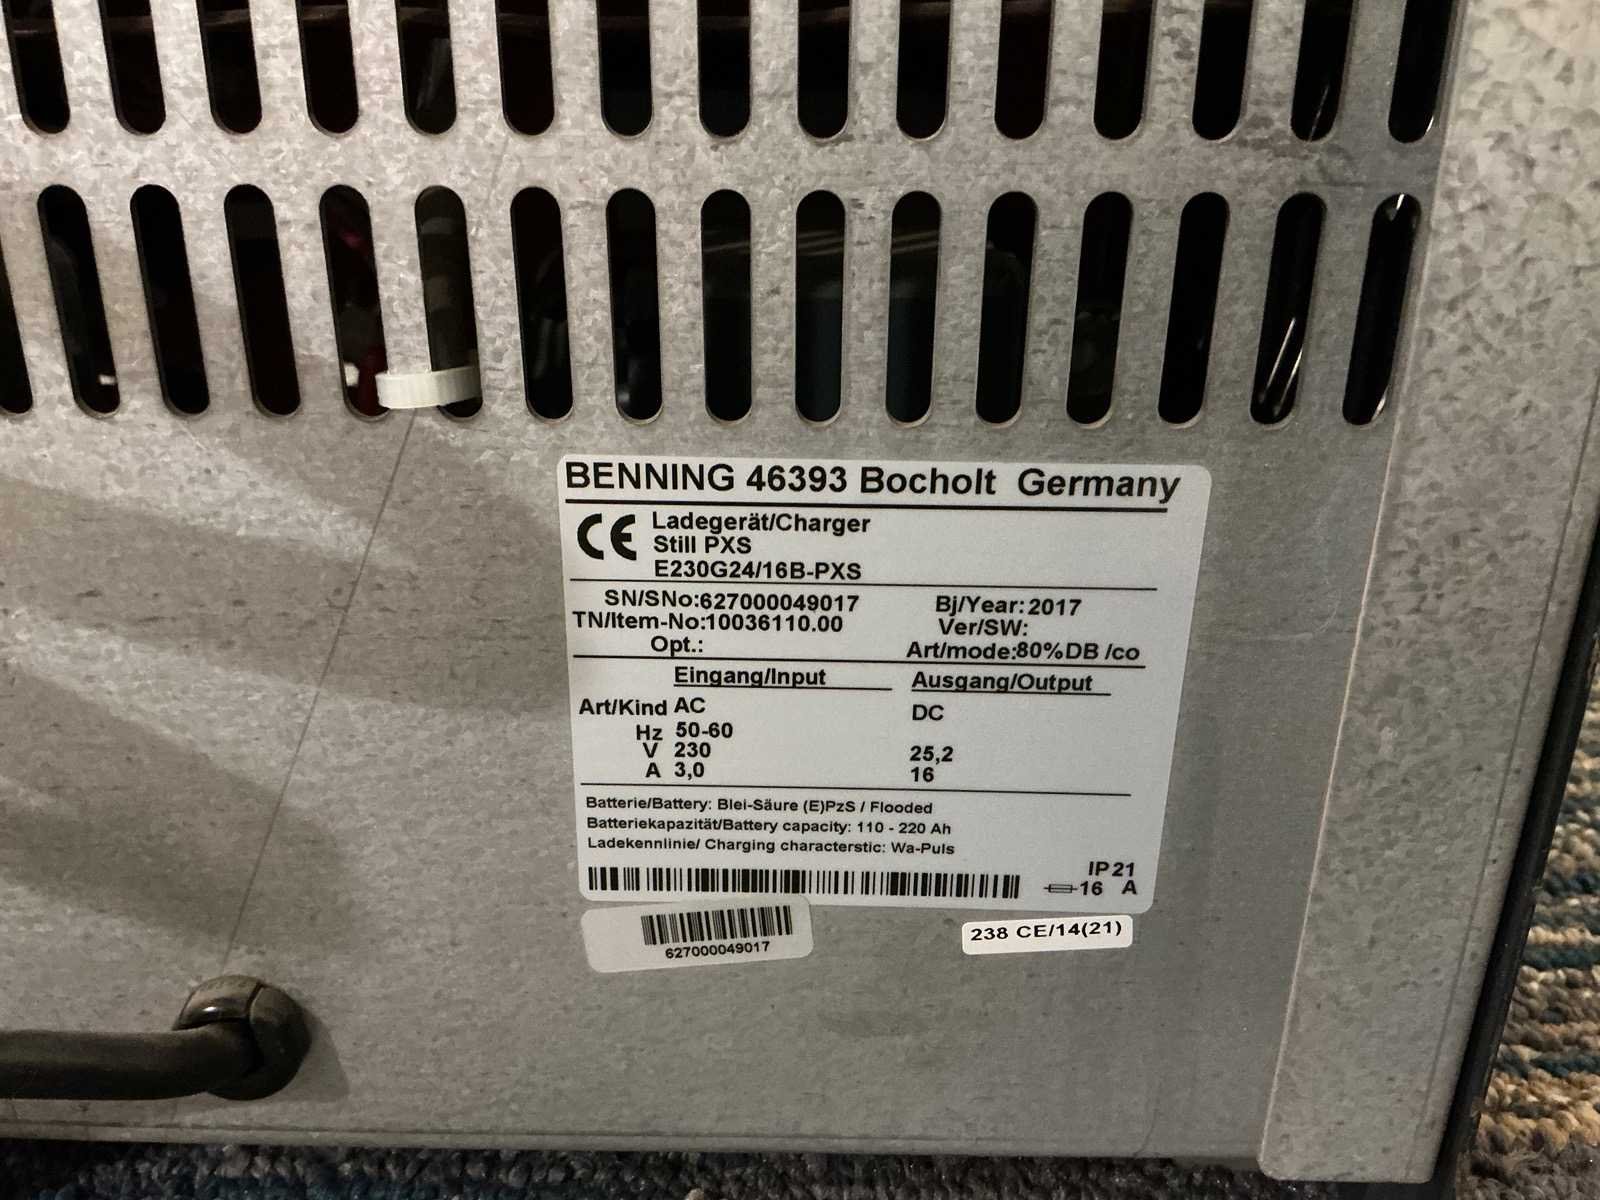 BENNING 46393 Bocholt Germany
CE Ladegerät/Charger
Still PXS
E230G24/16B-PXS
SN/SNo:627000049017 Bj/Year:2017
TN/Item-No:10036110.00 Ver/SW:
Opt.: Art/mode:80%DB /co
Eingang/Input Ausgang/Output
Art/Kind AC DC
Hz 50-60
V 230 25,2
A 3,0 16
Batterie/Battery: Blei-Säure (E)PzS / Flooded
Batteriekapazität/Battery capacity: 110 - 220 Ah
Ladekennlinie/ Charging characterstic: Wa-Puls
IP21
16 A
627000049017
238 CE/14(21)